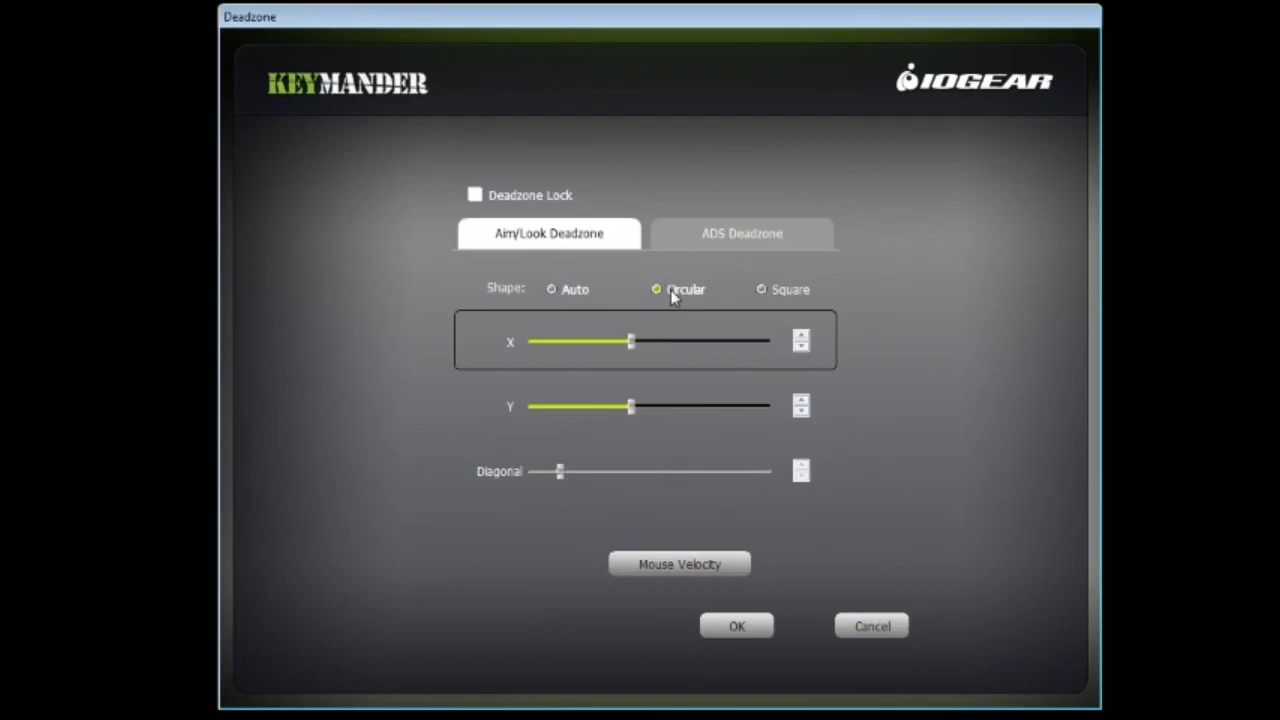 Deadzone
KEYMANDER
IOGEAR
Deadzone Lock
Aim/Look Deadzone
ADS Deadzone
Shape:
Auto
Circular
Square
X
Y
Diagonal
Mouse Velocity
OK
Cancel